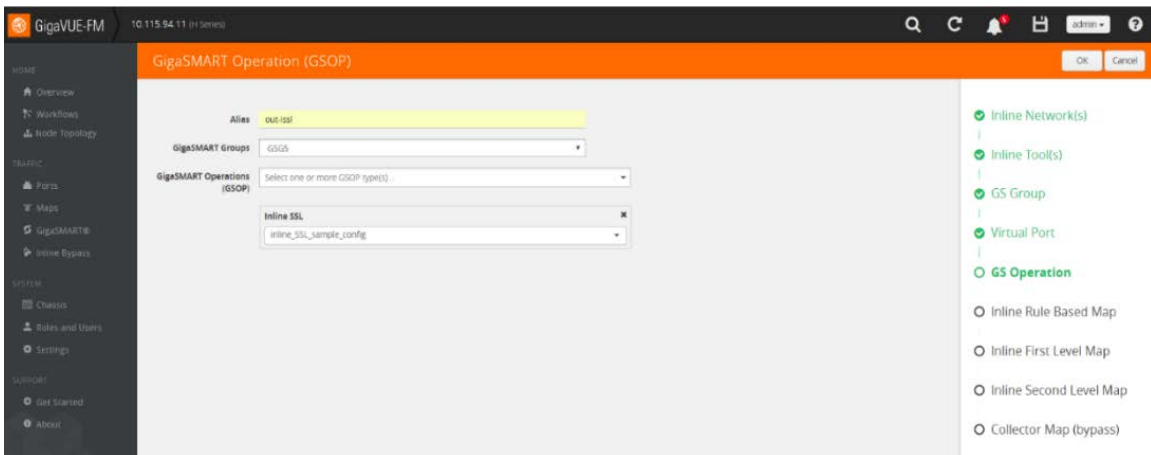 GigaVUE-FM
10.115.94.11 (H Series)
5
admin
GigaSMART Operation (GSOP)
OK
Cancel
HOME
Overview
Workflows
Node Topology
TRAFFIC
Ports
Maps
GigaSMART®
Inline Bypass
SYSTEM
Chassis
Roles and Users
Settings
SUPPORT
Get Started
About
Alias
out-issl
GigaSMART Groups
GSGS
GigaSMART Operations
(GSOP)
Select one or more GSOP type(s)...
Inline SSL
inline_SSL_sample_config
Inline Network(s)
Inline Tool(s)
GS Group
Virtual Port
GS Operation
Inline Rule Based Map
Inline First Level Map
Inline Second Level Map
Collector Map (bypass)